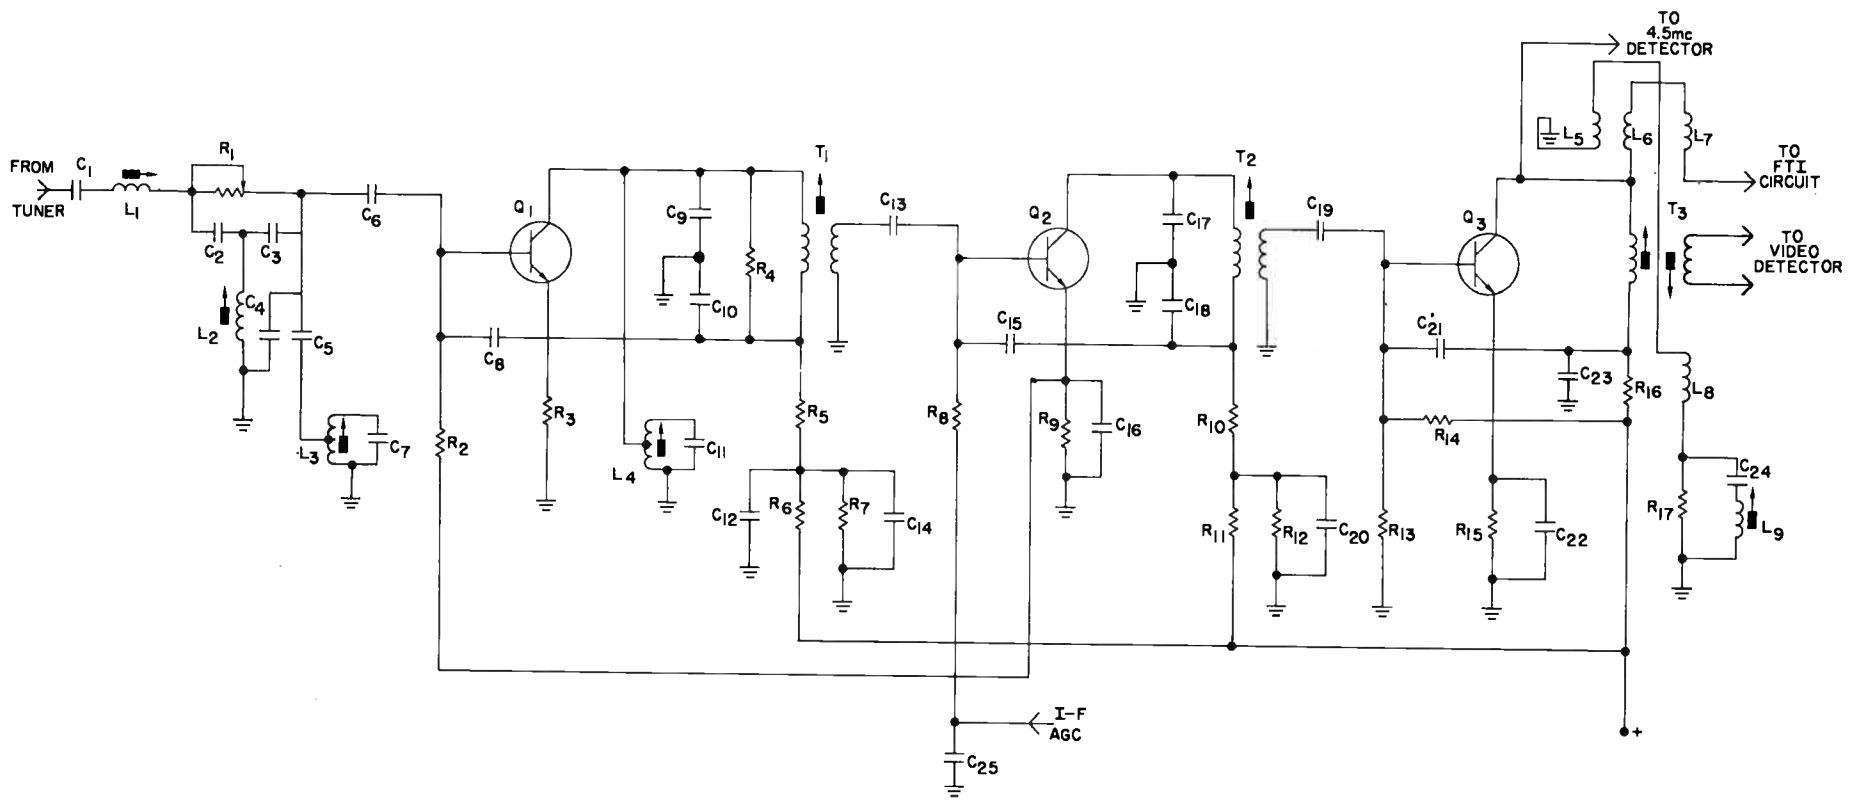 TO
4.5mc
DETECTOR
L5
L6
L7
TO
FTI
CIRCUIT
FROM
TUNER
C1
L1
R1
C2
C3
C6
Q1
C9
R4
T1
C13
Q2
C17
T2
C19
Q3
T3
TO
VIDEO
DETECTOR
C4
L2
C5
C8
C10
C15
C18
C'21
C23
R16
L8
L3
C7
R2
R3
L4
C11
R5
R8
R9
C16
R10
R14
C12
R6
R7
C14
R11
R12
C20
R13
R15
C22
R17
C24
L9
I-F
AGC
C25
+